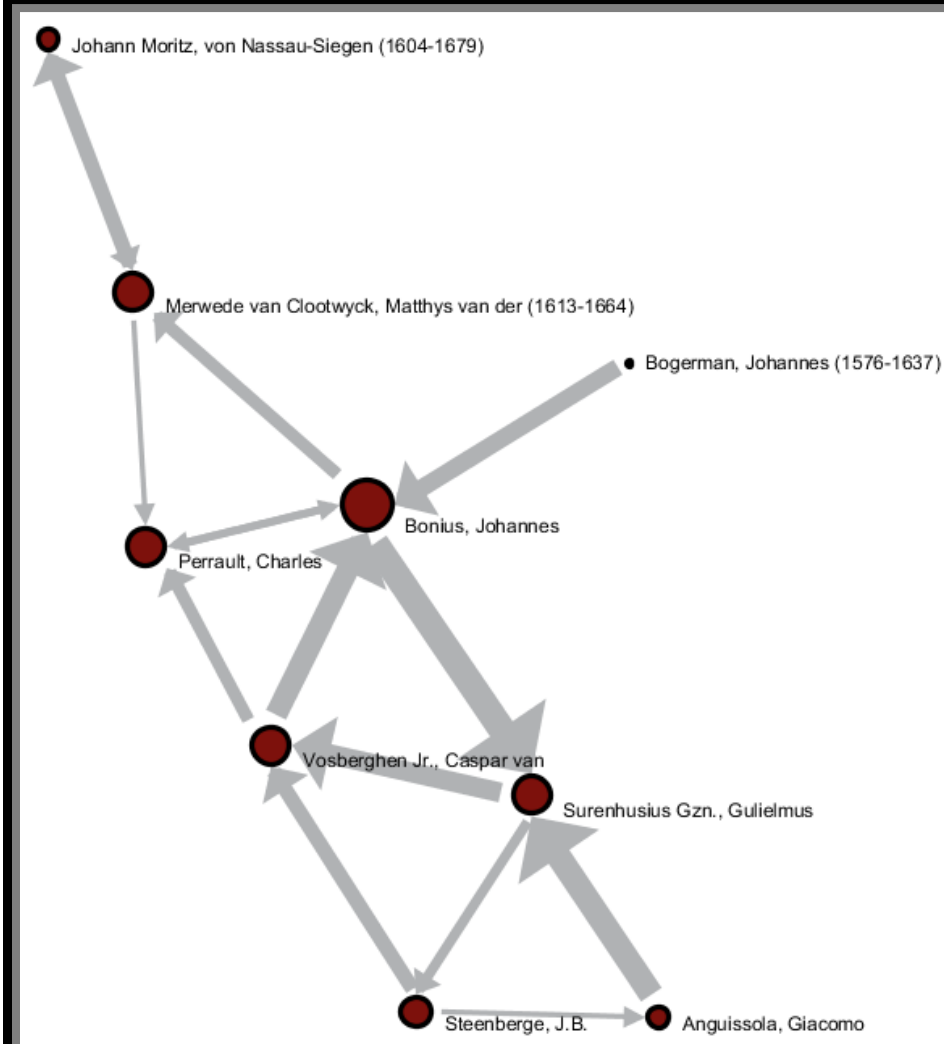 Johann Moritz, von Nassau-Siegen (1604-1679)
Merwede van Clootwyck, Matthys van der (1613-1664)
Bogerman, Johannes (1576-1637)
Bonius, Johannes
Perrault, Charles
Vosberghen Jr., Caspar van
Surenhusius Gzn., Gulielmus
Steenberge, J.B.
Anguissola, Giacomo